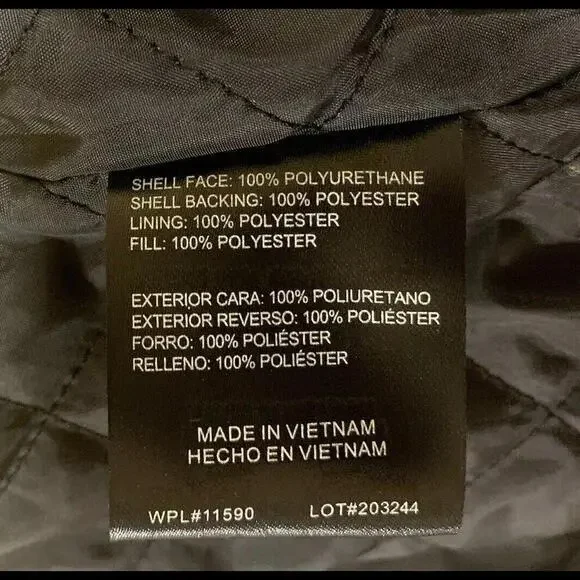 SHELL FACE: 100% POLYURETHANE
SHELL BACKING: 100% POLYESTER
LINING: 100% POLYESTER
FILL: 100% POLYESTER
EXTERIOR CARA: 100% POLIURETANO
EXTERIOR REVERSO: 100% POLIÉSTER
FORRO: 100% POLIÉSTER
RELLENO: 100% POLIÉSTER
MADE IN VIETNAM
HECHO EN VIETNAM
WPL#11590 LOT#203244